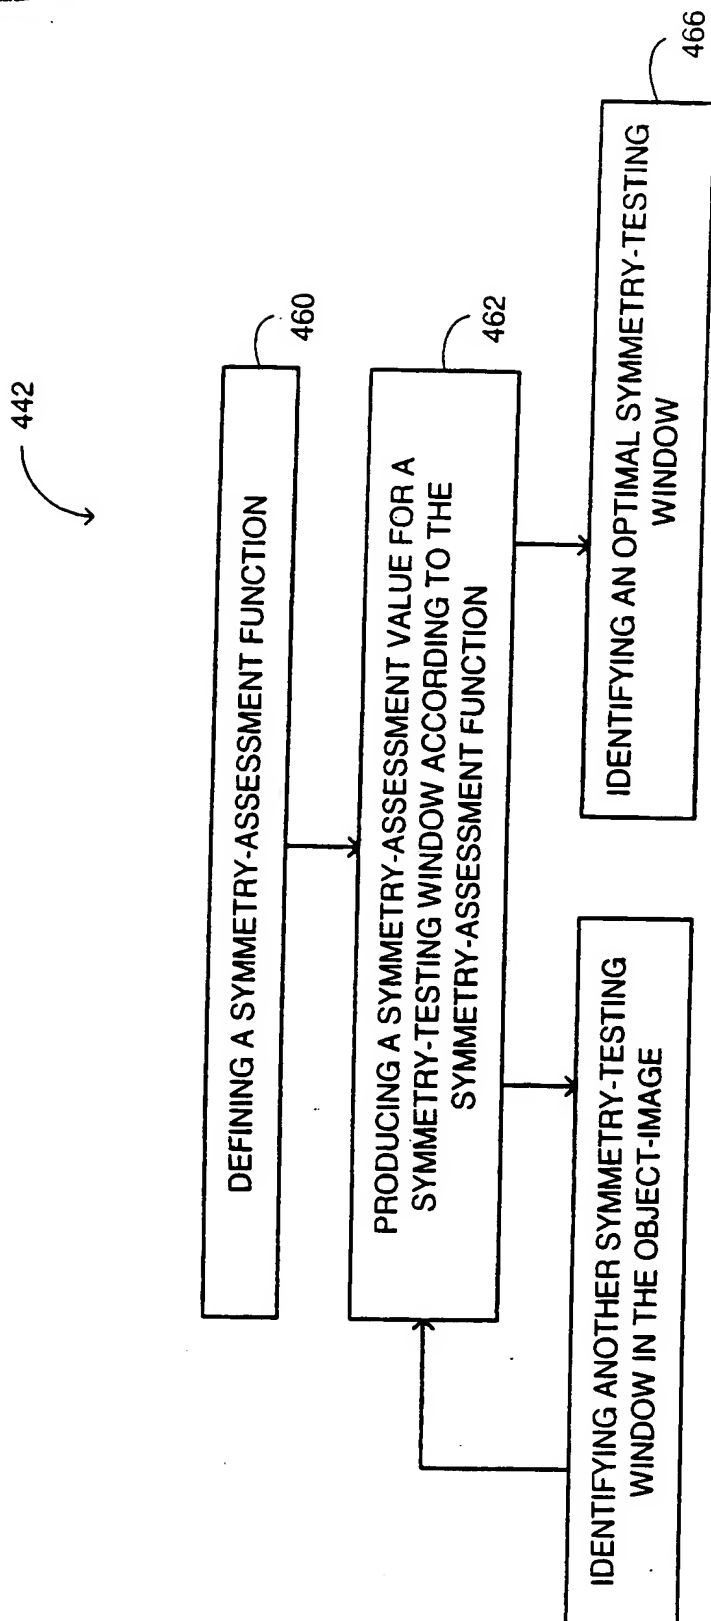 442
DEFINING A SYMMETRY-ASSESSMENT FUNCTION
460
PRODUCING A SYMMETRY-ASSESSMENT VALUE FOR A
SYMMETRY-TESTING WINDOW ACCORDING TO THE
SYMMETRY-ASSESSMENT FUNCTION
462
IDENTIFYING ANOTHER SYMMETRY-TESTING
WINDOW IN THE OBJECT-IMAGE
IDENTIFYING AN OPTIMAL SYMMETRY-TESTING
WINDOW
466